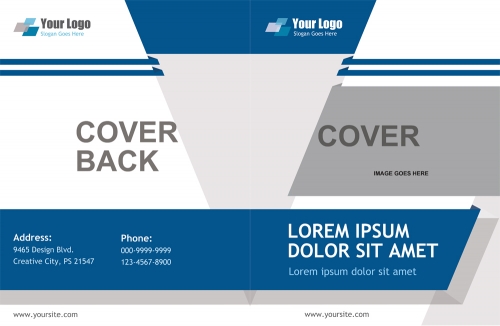 Your Logo
Slogan Goes Here
COVER
BACK
Address:
9465 Design Blvd.
Creative City, PS 21547
Phone:
000-9999-9999
123-4567-8900
www.yoursite.com
Your Logo
Slogan Goes Here
COVER
IMAGE GOES HERE
LOREM IPSUM
DOLOR SIT AMET
Lorem ipsum dolor sit amet
www.yoursite.com